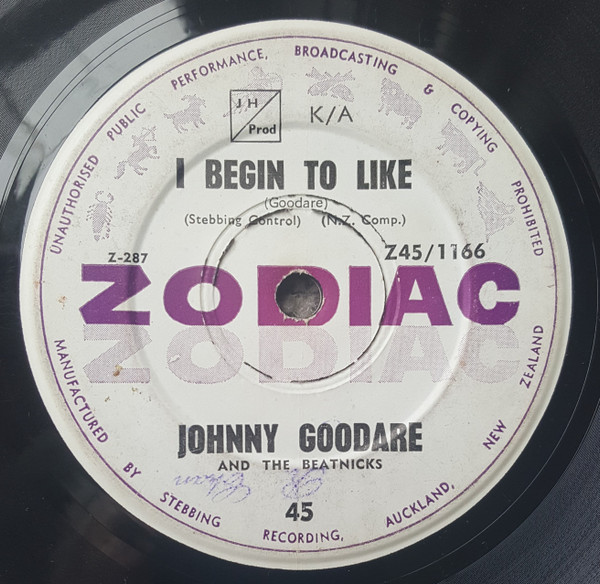 UNAUTHORISED PUBLIC PERFORMANCE, BROADCASTING & COPYING PROHIBITED
J H
Prod
K/A
I BEGIN TO LIKE
(Goodare)
(Stebbing Control) (N.Z. Comp.)
Z-287
Z45/1166
ZODIAC
ZODIAC
JOHNNY GOODARE
AND THE BEATNICKS
45
MANUFACTURED BY STEBBING RECORDING, AUCKLAND, NEW ZEALAND